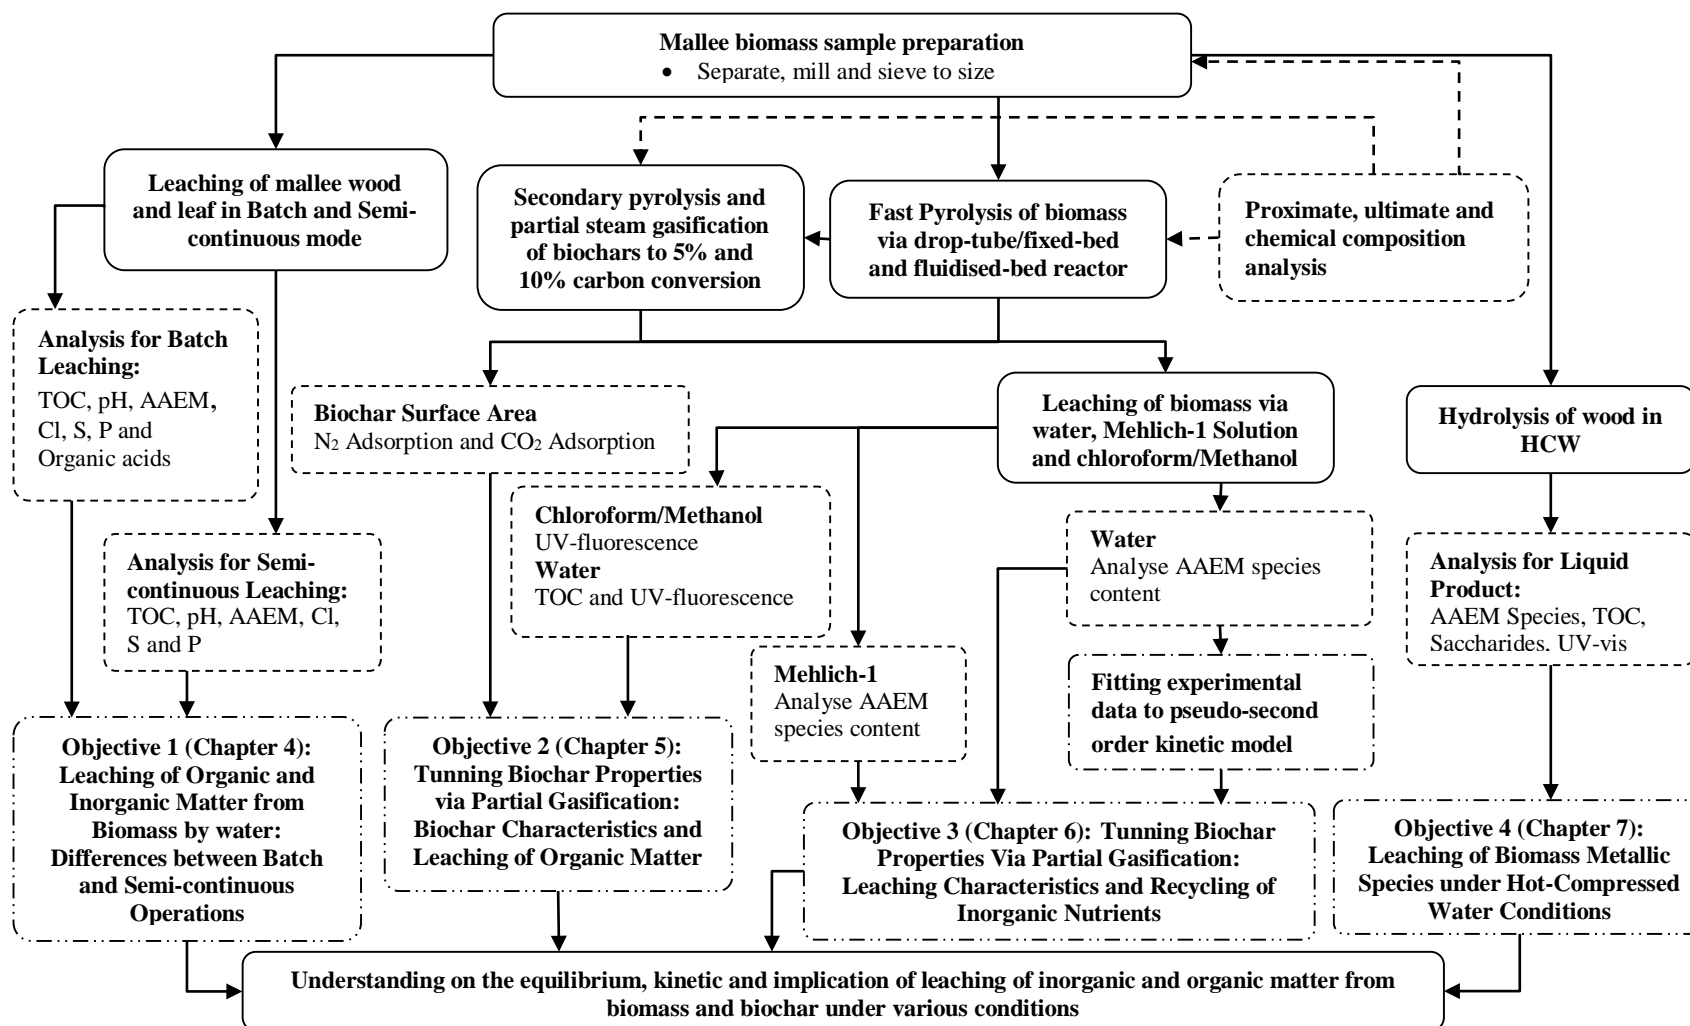 Mallee biomass sample preparation
• Separate, mill and sieve to size
Leaching of mallee wood
and leaf in Batch and Semi-
continuous mode
Secondary pyrolysis and
partial steam gasification
of biochars to 5% and
10% carbon conversion
Fast Pyrolysis of biomass
via drop-tube/fixed-bed
and fluidised-bed reactor
Proximate, ultimate and
chemical composition
analysis
Analysis for Batch
Leaching:
TOC, pH, AAEM,
Cl, S, P and
Organic acids
Biochar Surface Area
N2 Adsorption and CO2 Adsorption
Leaching of biomass via
water, Mehlich-1 Solution
and chloroform/Methanol
Hydrolysis of wood in
HCW
Chloroform/Methanol
UV-fluorescence
Water
TOC and UV-fluorescence
Water
Analyse AAEM species
content
Analysis for Semi-
continuous Leaching:
TOC, pH, AAEM, Cl,
S and P
Analysis for Liquid
Product:
AAEM Species, TOC,
Saccharides. UV-vis
Mehlich-1
Analyse AAEM
species content
Fitting experimental
data to pseudo-second
order kinetic model
Objective 1 (Chapter 4):
Leaching of Organic and
Inorganic Matter from
Biomass by water:
Differences between Batch
and Semi-continuous
Operations
Objective 2 (Chapter 5):
Tunning Biochar Properties
via Partial Gasification:
Biochar Characteristics and
Leaching of Organic Matter
Objective 3 (Chapter 6): Tunning Biochar
Properties Via Partial Gasification:
Leaching Characteristics and Recycling of
Inorganic Nutrients
Objective 4 (Chapter 7):
Leaching of Biomass Metallic
Species under Hot-Compressed
Water Conditions
Understanding on the equilibrium, kinetic and implication of leaching of inorganic and organic matter from
biomass and biochar under various conditions